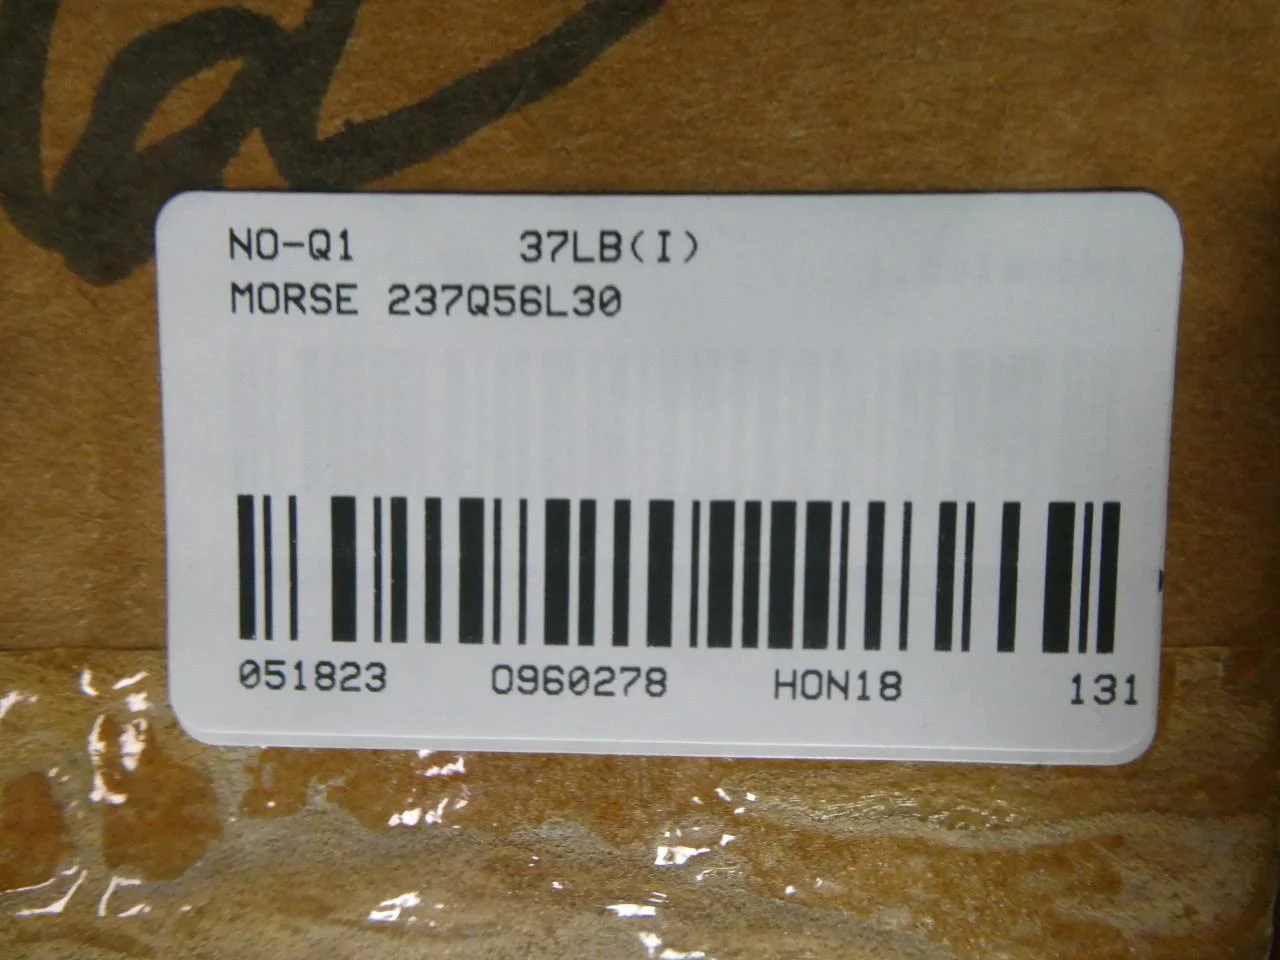 NO-Q1 37LB(I)
MORSE 237Q56L30
051823 0960278 HON18 131